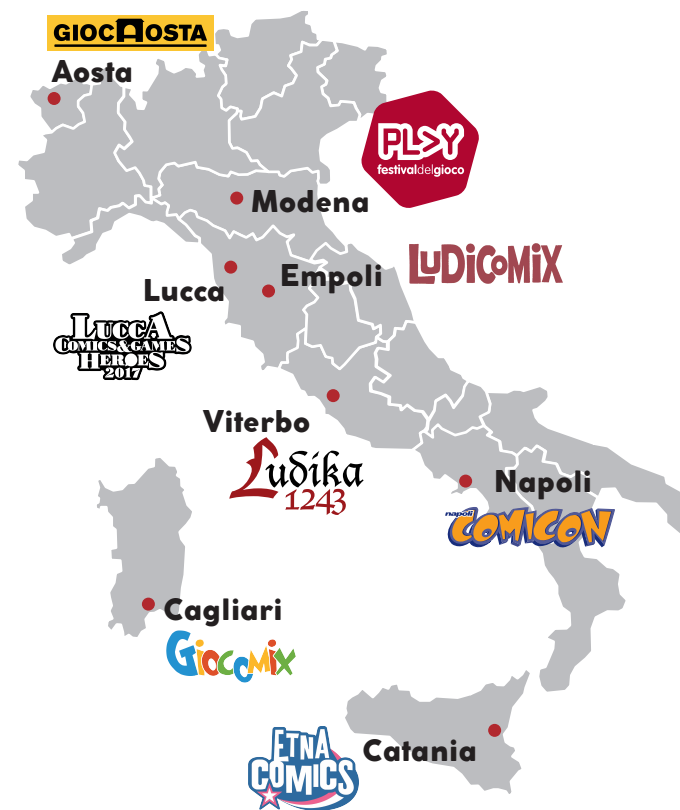 GIOCAOSTA
Aosta
PLAY
festivaldelgioco
Modena
LUDICOMIX
Empoli
Lucca
LUCCA
COMICS&GAMES
HEROES
2017
Viterbo
Ludika
1243
Napoli
napoli
COMICON
Cagliari
GIOCOMIX
ETNA
COMICS
Catania